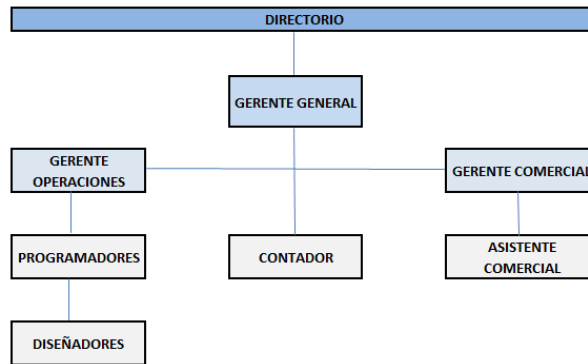 DIRECTORIO
GERENTE GENERAL
GERENTE
OPERACIONES
GERENTE COMERCIAL
PROGRAMADORES
CONTADOR
ASISTENTE
COMERCIAL
DISEÑADORES